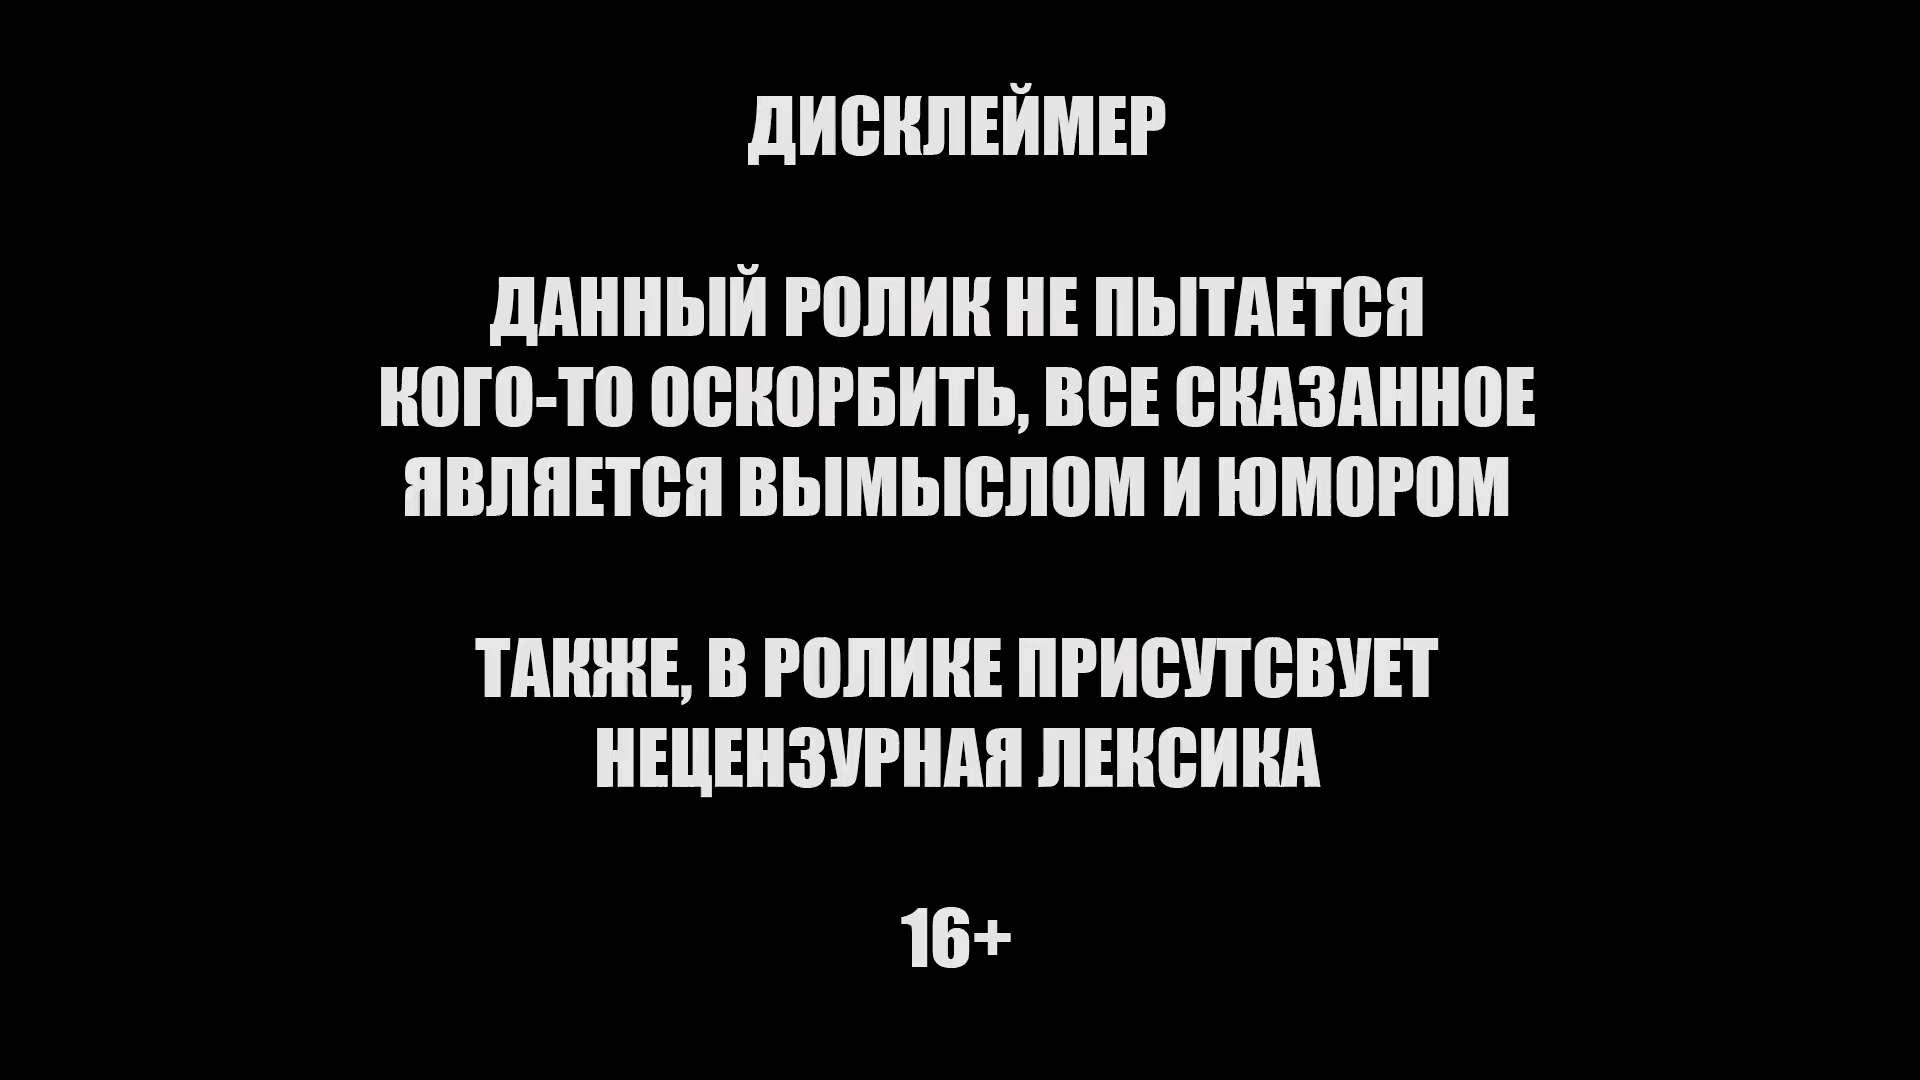 ДИСКЛЕЙМЕР
ДАННЫЙ РОЛИК НЕ ПЫТАЕТСЯ
КОГО-ТО ОСКОРБИТЬ, ВСЕ СКАЗАННОЕ
ЯВЛЯЕТСЯ ВЫМЫСЛОМ И ЮМОРОМ
ТАКЖЕ, В РОЛИКЕ ПРИСУТСВУЕТ
НЕЦЕНЗУРНАЯ ЛЕКСИКА
16+